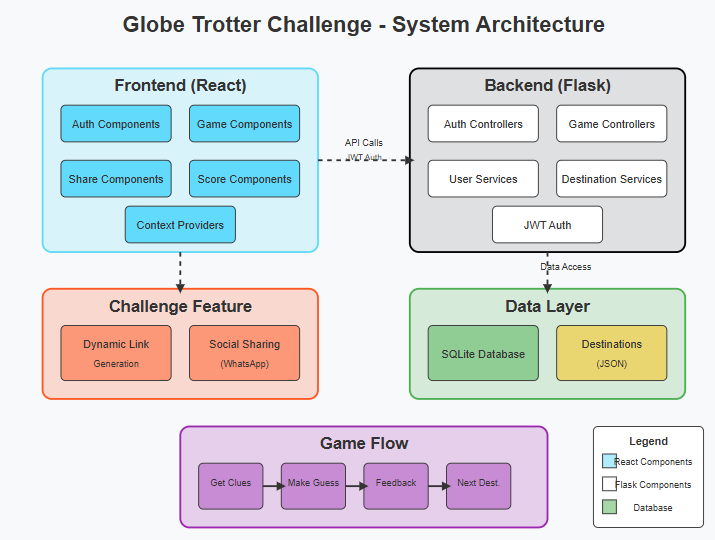 Globe Trotter Challenge - System Architecture
Frontend (React)
Auth Components
Game Components
Share Components
Score Components
Context Providers
API Calls
JWT Auth
Backend (Flask)
Auth Controllers
Game Controllers
User Services
Destination Services
JWT Auth
Data Access
Challenge Feature
Dynamic Link
Generation
Social Sharing
(WhatsApp)
Data Layer
SQLite Database
Destinations
(JSON)
Game Flow
Get Clues
Make Guess
Feedback
Next Dest.
Legend
React Components
Flask Components
Database